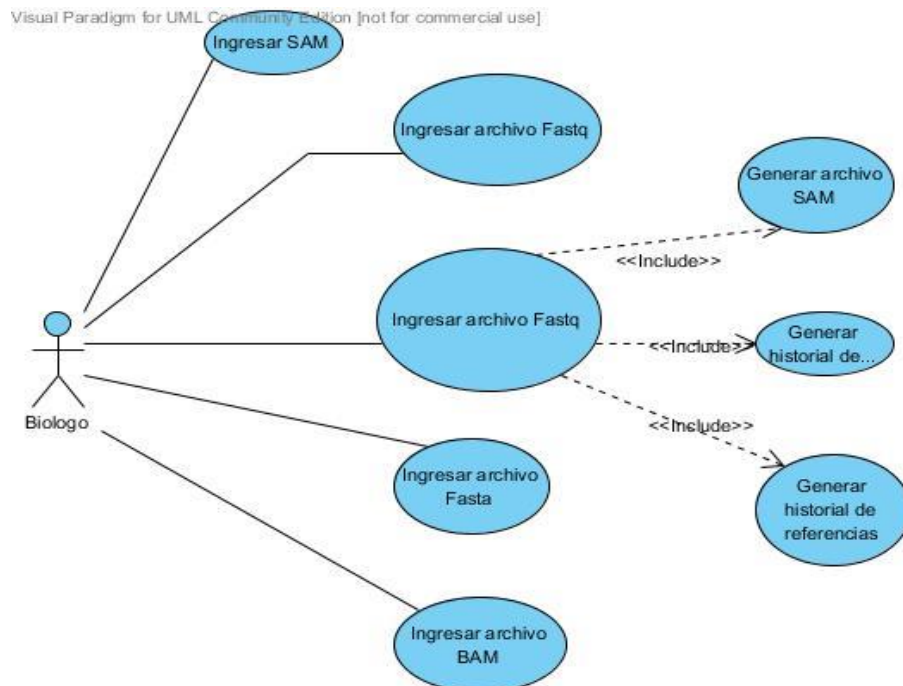 Visual Paradigm for UML Community Edition [not for commercial use]
Ingresar SAM
Ingresar archivo Fastq
Generar archivo
SAM
<<Include>>
Ingresar archivo Fastq
Generar
historial de...
<<Include>>
Biologo
<<Include>>
Ingresar archivo
Fasta
Generar
historial de
referencias
Ingresar archivo
BAM